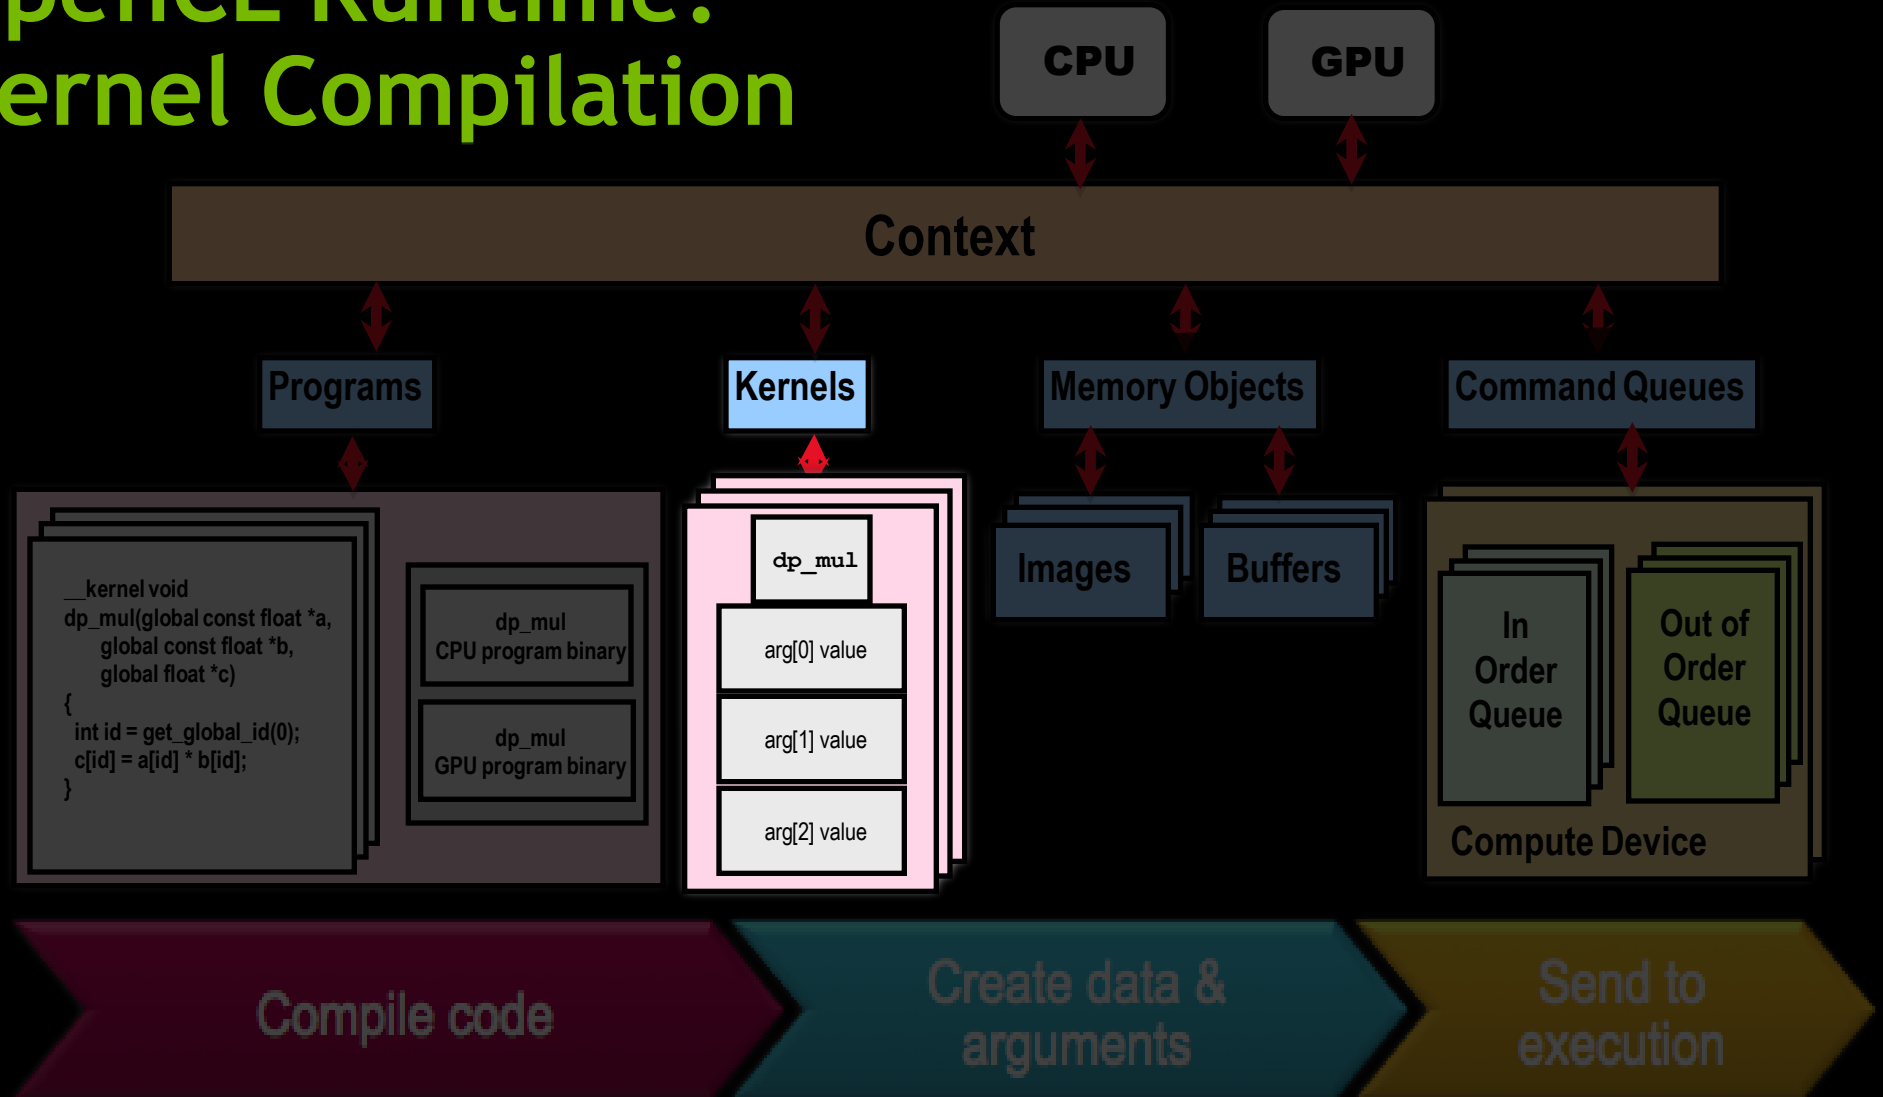 penCL Runtime:
ernel Compilation
CPU
GPU
Context
Programs
Kernels
Memory Objects
Command Queues
__kernel void
dp_mul(global const float *a,
global const float *b,
global float *c)
{
int id = get_global_id(0);
c[id] = a[id] * b[id];
}
dp_mul
CPU program binary
dp_mul
GPU program binary
dp_mul
arg[0] value
arg[1] value
arg[2] value
Images
Buffers
In
Order
Queue
Out of
Order
Queue
Compute Device
Compile code
Create data &
arguments
Send to
execution